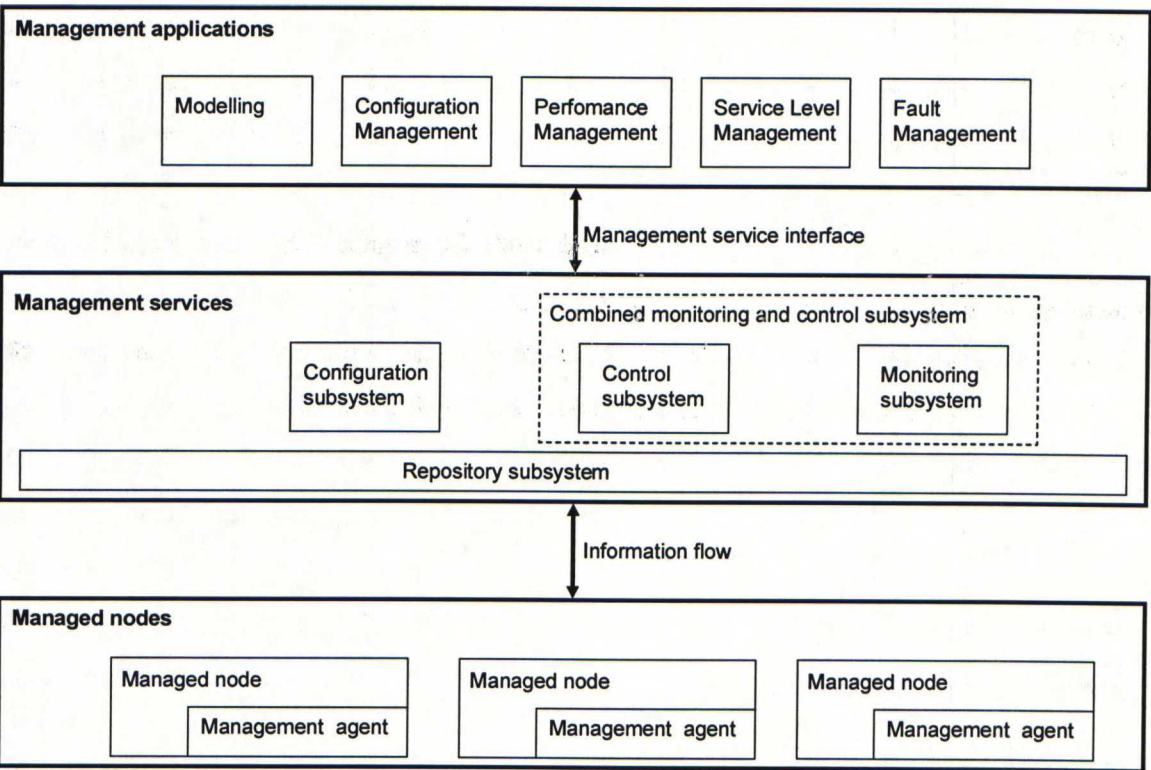 Management applications
Modelling
Configuration
Management
Perfomance
Management
Service Level
Management
Fault
Management
Management service interface
Management services
Combined monitoring and control subsystem
Configuration
subsystem
Control
subsystem
Monitoring
subsystem
Repository subsystem
Information flow
Managed nodes
Managed node
Management agent
Managed node
Management agent
Managed node
Management agent